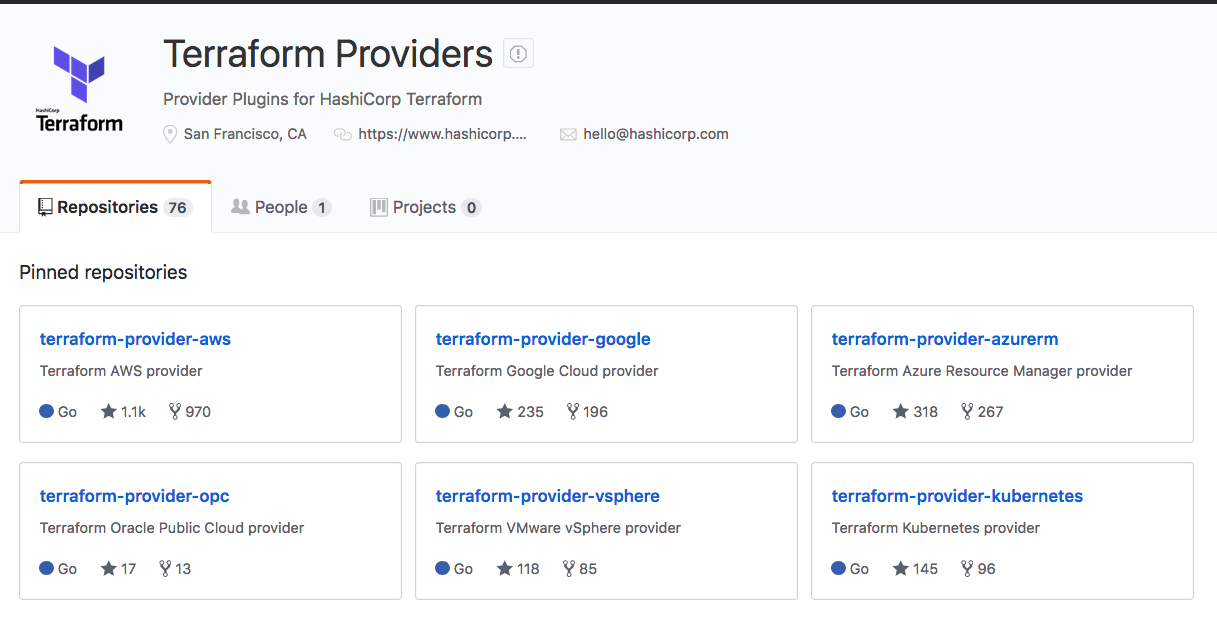 Terraform Providers
Provider Plugins for HashiCorp Terraform
HashiCorp
Terraform
San Francisco, CA https://www.hashicorp.... hello@hashicorp.com
Repositories 76 People 1 Projects 0
Pinned repositories
terraform-provider-aws
Terraform AWS provider
Go 1.1k 970
terraform-provider-google
Terraform Google Cloud provider
Go 235 196
terraform-provider-azurerm
Terraform Azure Resource Manager provider
Go 318 267
terraform-provider-opc
Terraform Oracle Public Cloud provider
Go 17 13
terraform-provider-vsphere
Terraform VMware vSphere provider
Go 118 85
terraform-provider-kubernetes
Terraform Kubernetes provider
Go 145 96